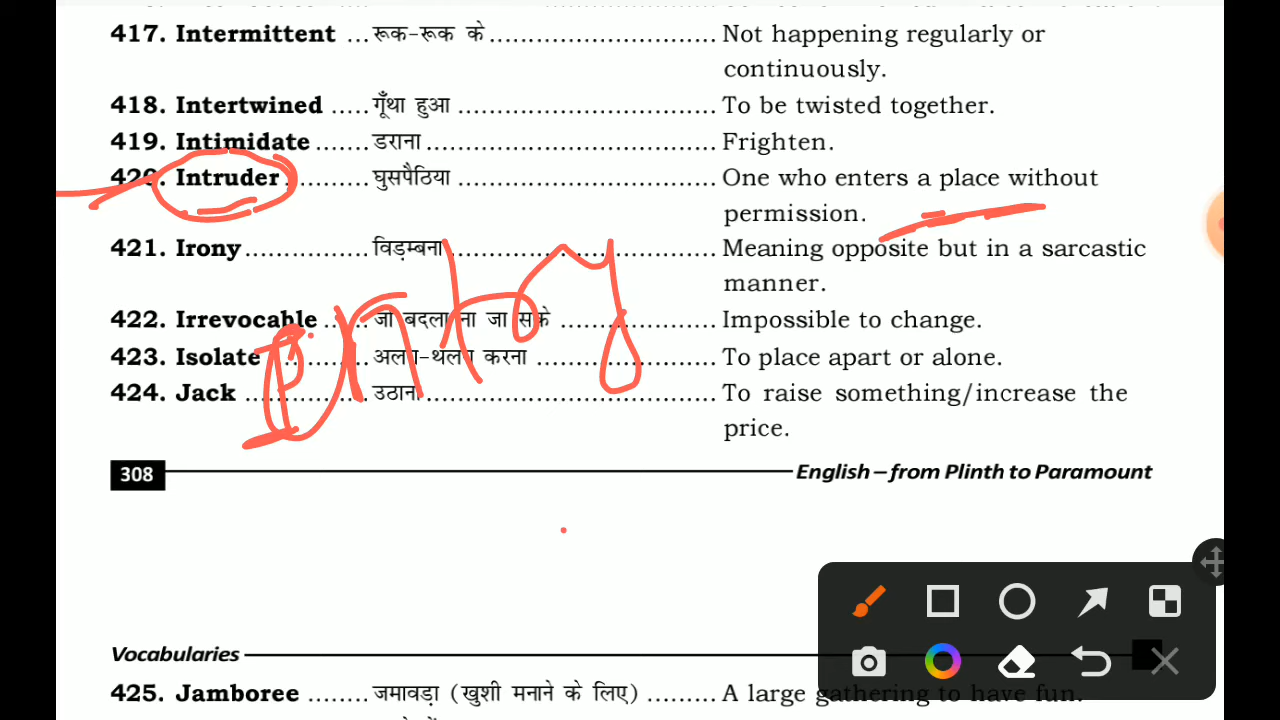 417. Intermittent ... रूक-रूक के ............................ Not happening regularly or
continuously.
418. Intertwined ..... गूँथा हुआ ................................ To be twisted together.
419. Intimidate ....... डराना ................................... Frighten.
420. Intruder .......... घुसपैठिया ................................ One who enters a place without
permission.
421. Irony ................ विड़म्बना ................................. Meaning opposite but in a sarcastic
manner.
422. Irrevocable ...... जो बदला ना जा सके .................... Impossible to change.
423. Isolate ............. अलग-थलग करना ....................... To place apart or alone.
424. Jack ................. उठाना ................................... To raise something/increase the
price.
Entry
308 English – from Plinth to Paramount
Vocabularies
425. Jamboree ........ जमावड़ा (खुशी मनाने के लिए) ......... A large gathering to have fun.